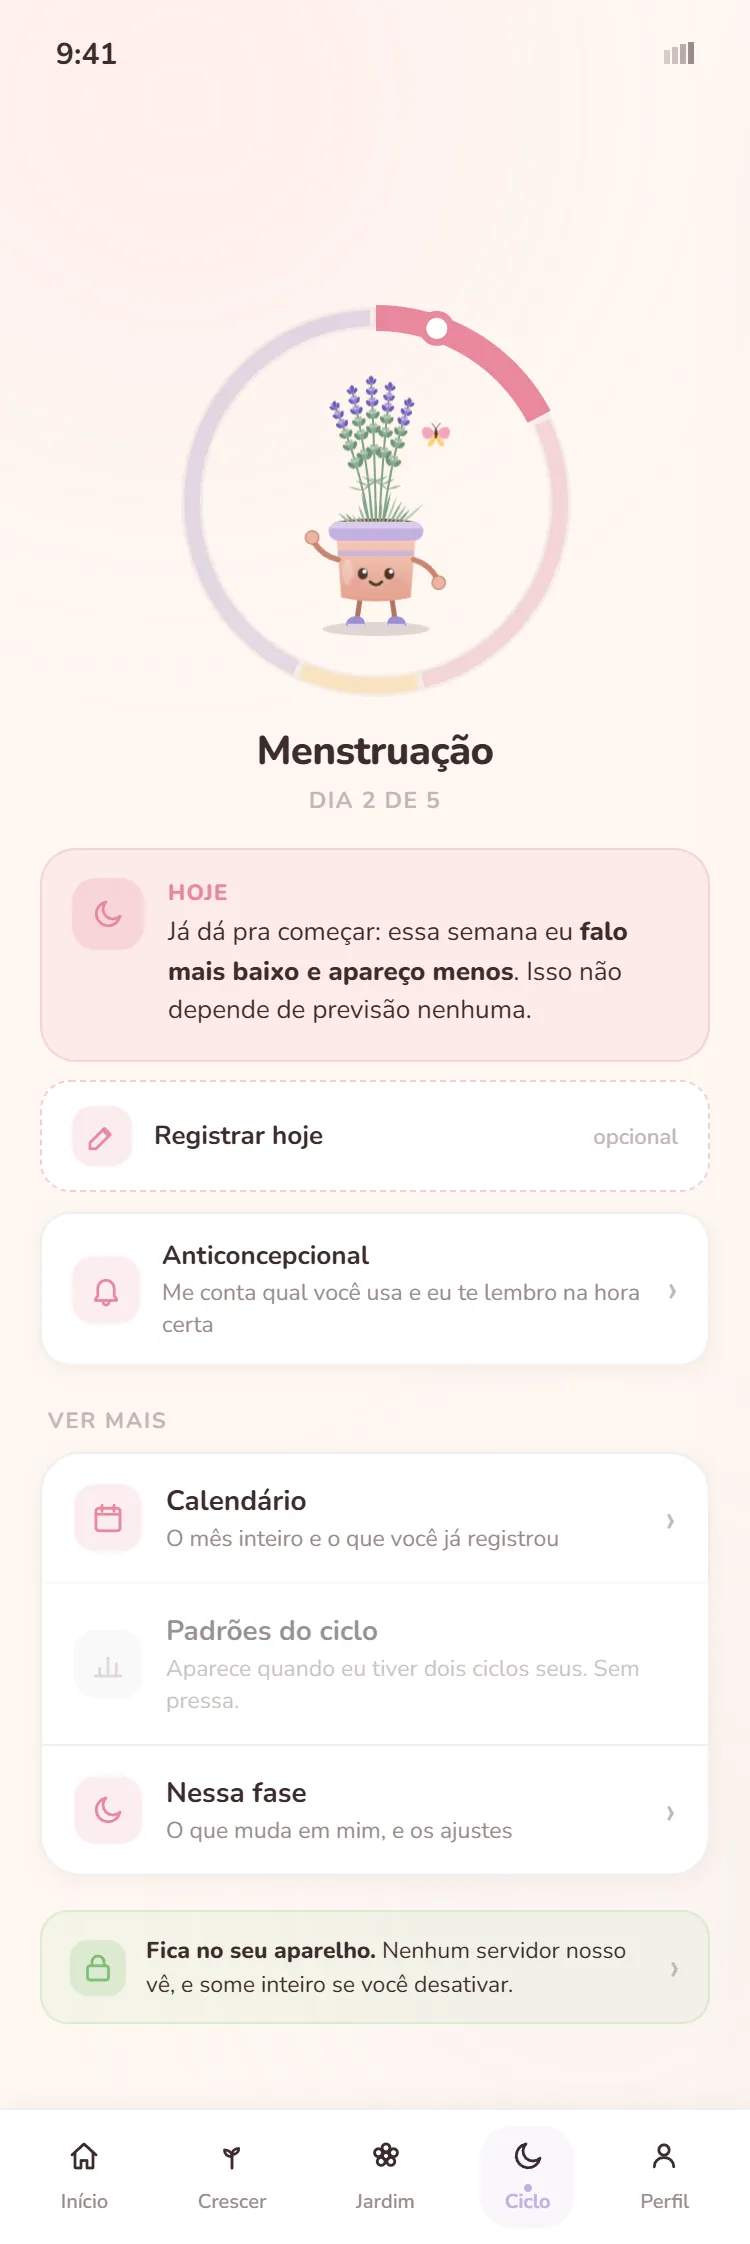 9:41
Menstruação
DIA 2 DE 5
HOJE
Já dá pra começar: essa semana eu falo
mais baixo e apareço menos. Isso não
depende de previsão nenhuma.
Registrar hoje
opcional
Anticoncepcional
Me conta qual você usa e eu te lembro na hora
certa
VER MAIS
Calendário
O mês inteiro e o que você já registrou
Padrões do ciclo
Aparece quando eu tiver dois ciclos seus. Sem
pressa.
Nessa fase
O que muda em mim, e os ajustes
Fica no seu aparelho. Nenhum servidor nosso
vê, e some inteiro se você desativar.
Início
Crescer
Jardim
Ciclo
Perfil